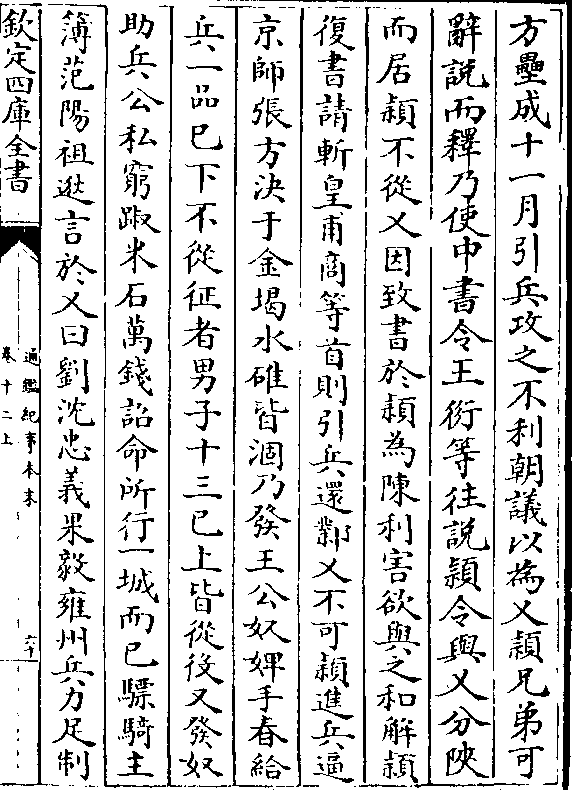 方壘成十一月引兵攻之不利朝議以為乂穎兄弟可
辭說而釋乃使中書令王衍等往說穎令與乂分陜
而居穎不從乂因致書於穎為陳利害欲與之和解穎
復書請斬皇甫商等首則引兵還鄴乂不可穎進兵逼
京師張方決于金堨水碓皆涸乃發王公奴婢手舂給
兵一品已下不從征者男子十三已上皆從役又發奴
助兵公私窮踧米石萬錢詔命所行一城而已驃騎主
簿范陽祖逖言於乂曰劉沈忠義果毅雍州兵力足制
欽定四庫全書
通鑑紀事本末
卷十二上
六十